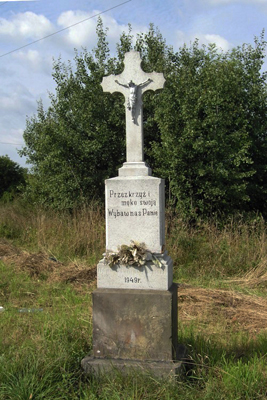 Przez krzyż i
mękę swoją
Wybaw nas Panie
1949r.